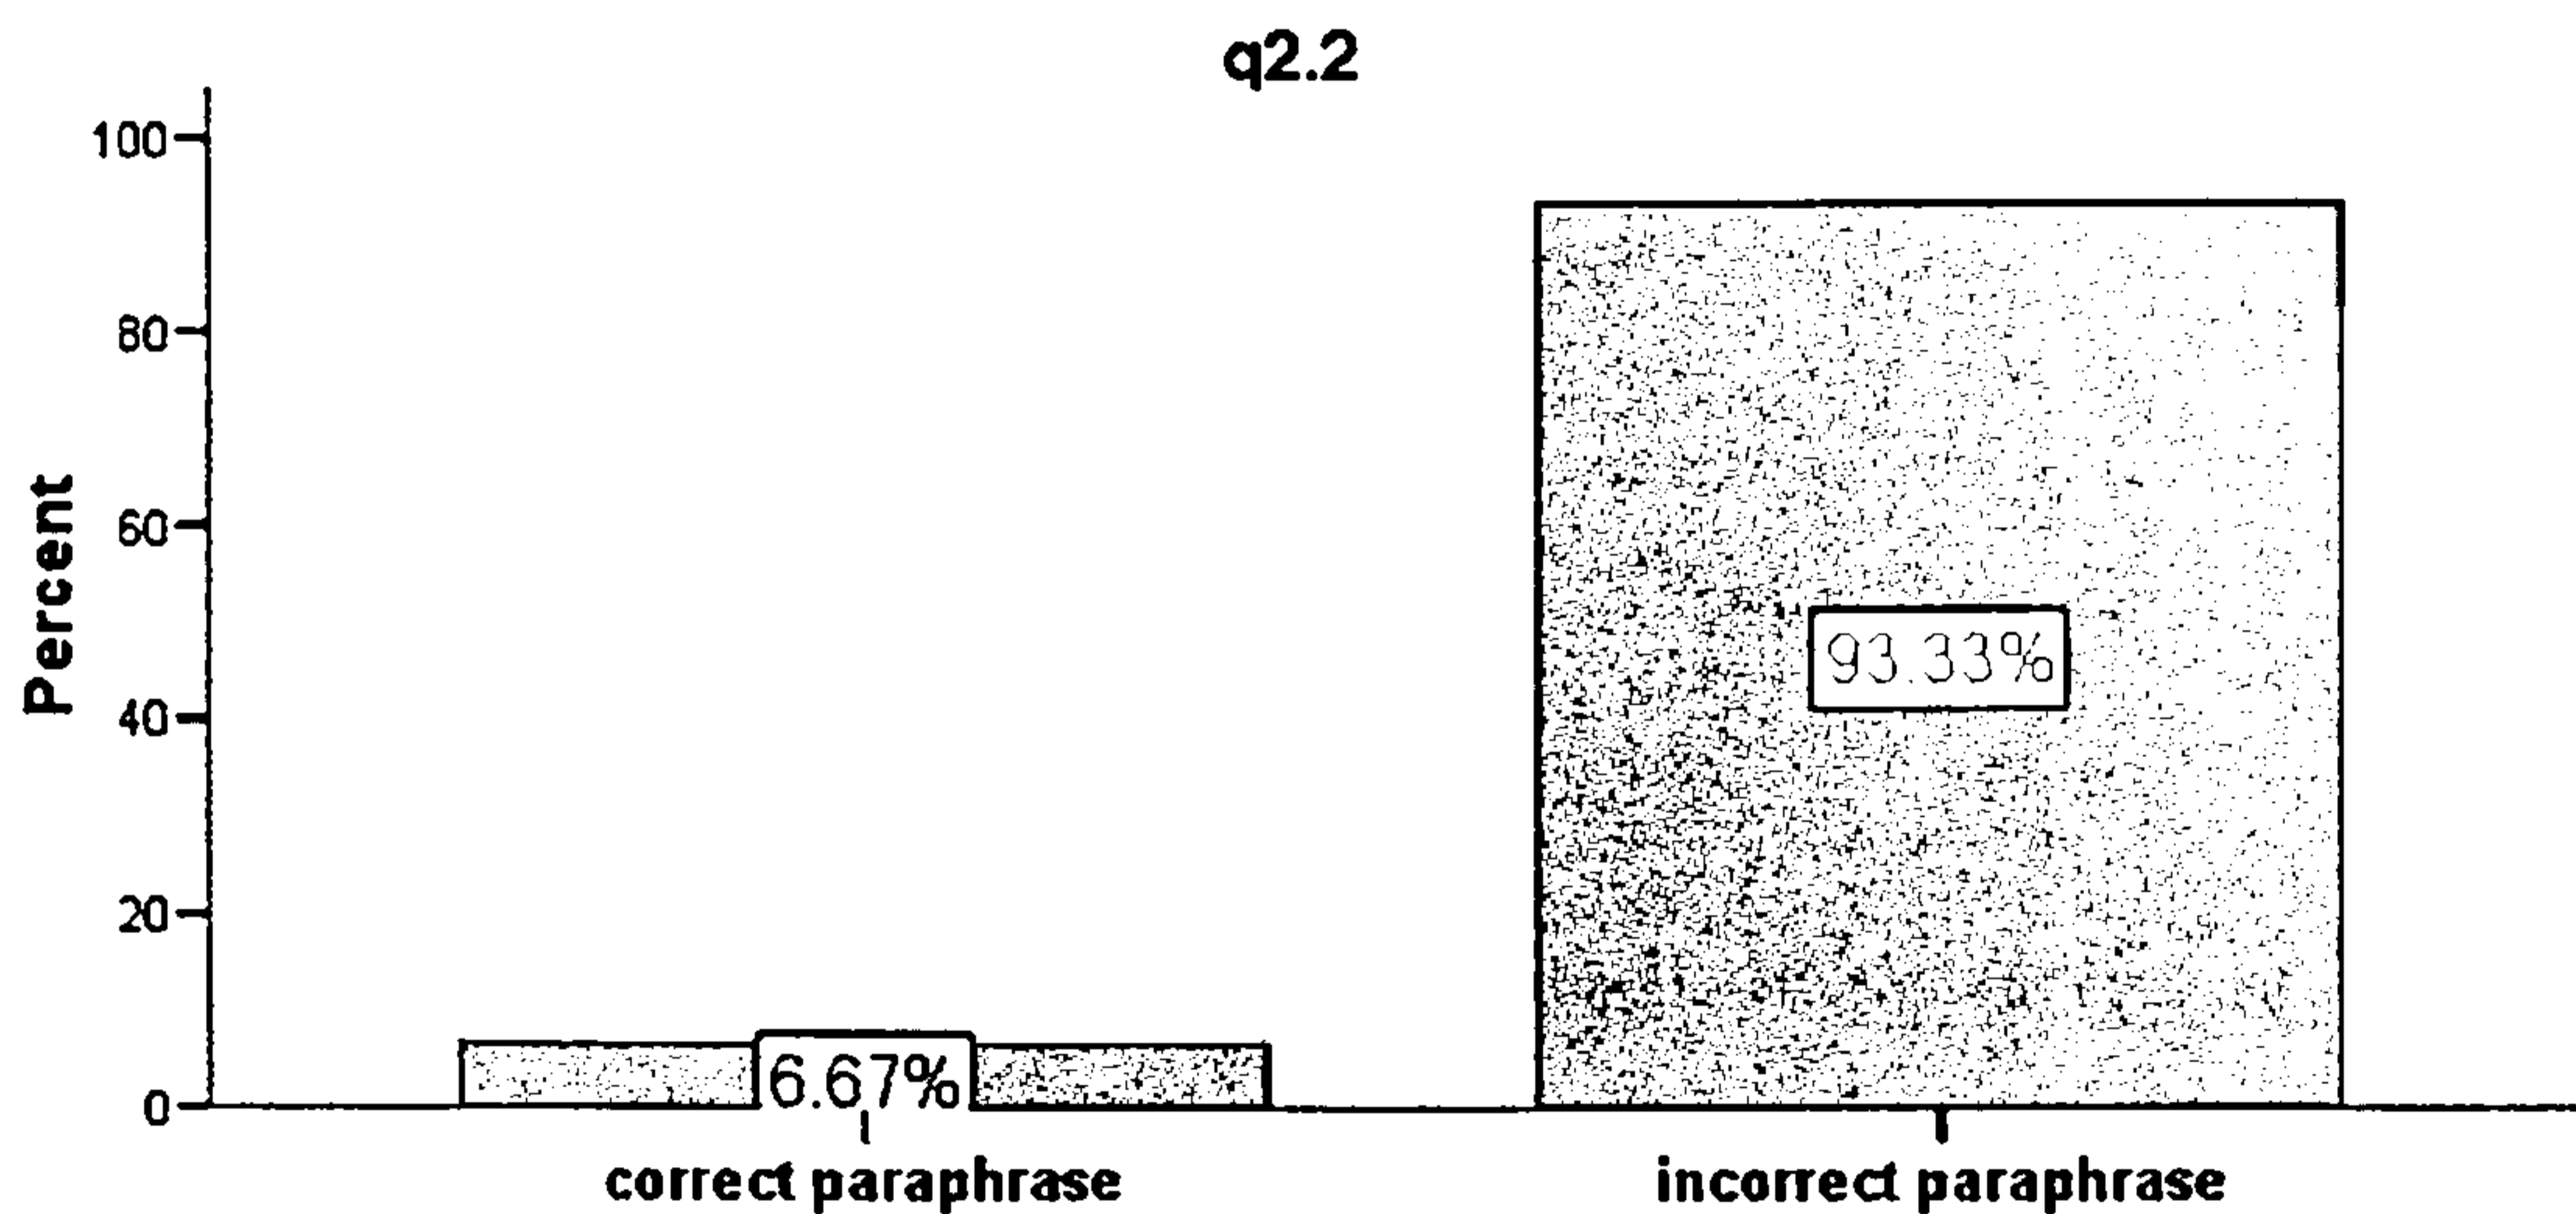 q2.2
100
80
60
40
20
0
Percent
6.67%
93.33%
correct paraphrase
incorrect paraphrase